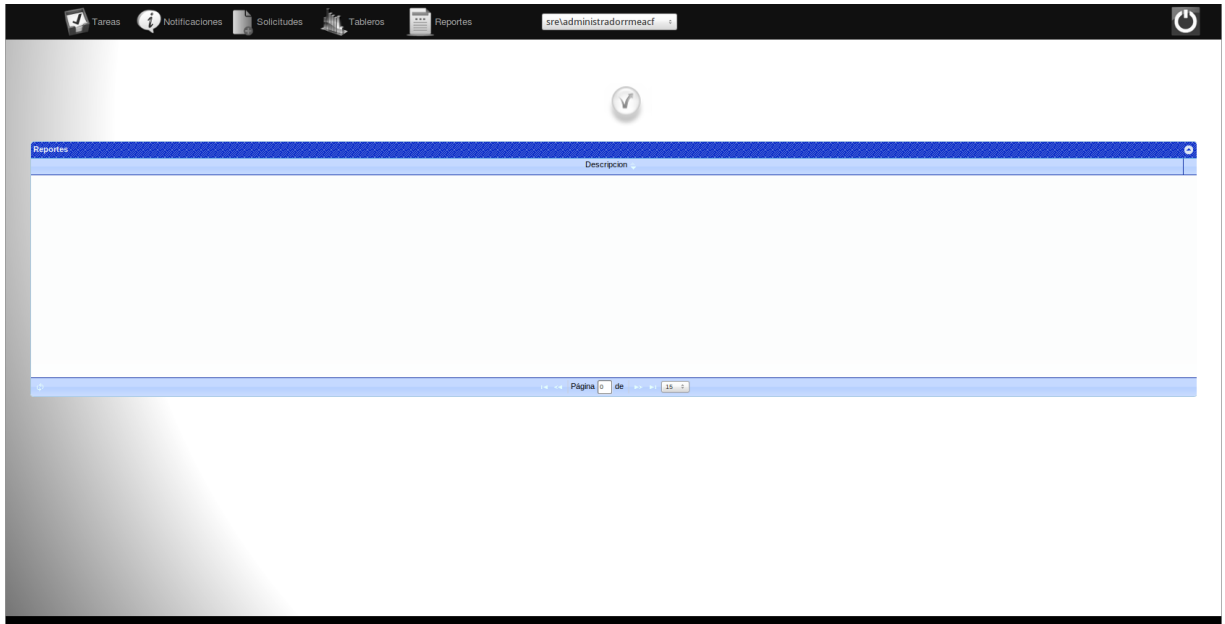 Tareas Notificaciones Solicitudes Tableros Reportes sre\administradorrmeacf
Reportes
Descripcion
Página 0 de 15